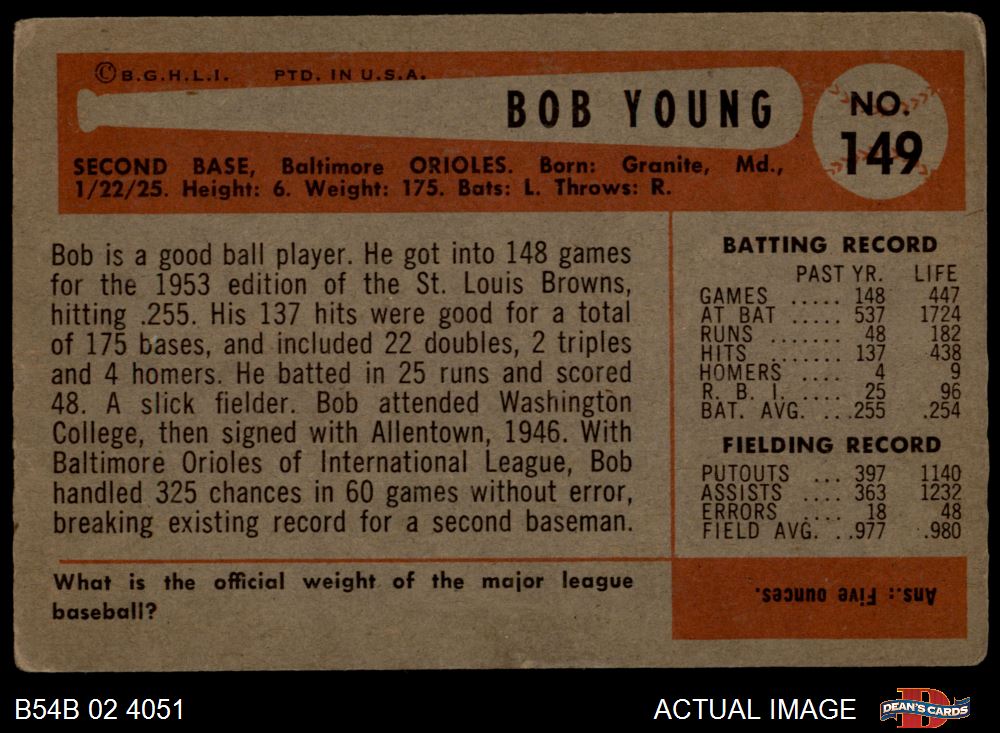 ©B.G.H.L.I. PTD. IN U.S.A.
BOB YOUNG
NO.
149
SECOND BASE, Baltimore ORIOLES. Born: Granite, Md.,
1/22/25. Height: 6. Weight: 175. Bats: L. Throws: R.
Bob is a good ball player. He got into 148 games
for the 1953 edition of the St. Louis Browns,
hitting .255. His 137 hits were good for a total
of 175 bases, and included 22 doubles, 2 triples
and 4 homers. He batted in 25 runs and scored
48. A slick fielder. Bob attended Washington
College, then signed with Allentown, 1946. With
Baltimore Orioles of International League, Bob
handled 325 chances in 60 games without error,
breaking existing record for a second baseman.
BATTING RECORD
PAST YR. LIFE
GAMES ..... 148 447
AT BAT ..... 537 1724
RUNS ....... 48 182
HITS ....... 137 438
HOMERS .... 4 9
R. B. I. .... 25 96
BAT. AVG. ...255 .254
FIELDING RECORD
PUTOUTS ... 397 1140
ASSISTS .... 363 1232
ERRORS .... 18 48
FIELD AVG. . .977 .980
What is the official weight of the major league
baseball?
Ans.: Five ounces.
B54B 02 4051
ACTUAL IMAGE
D
DEAN'S CARDS